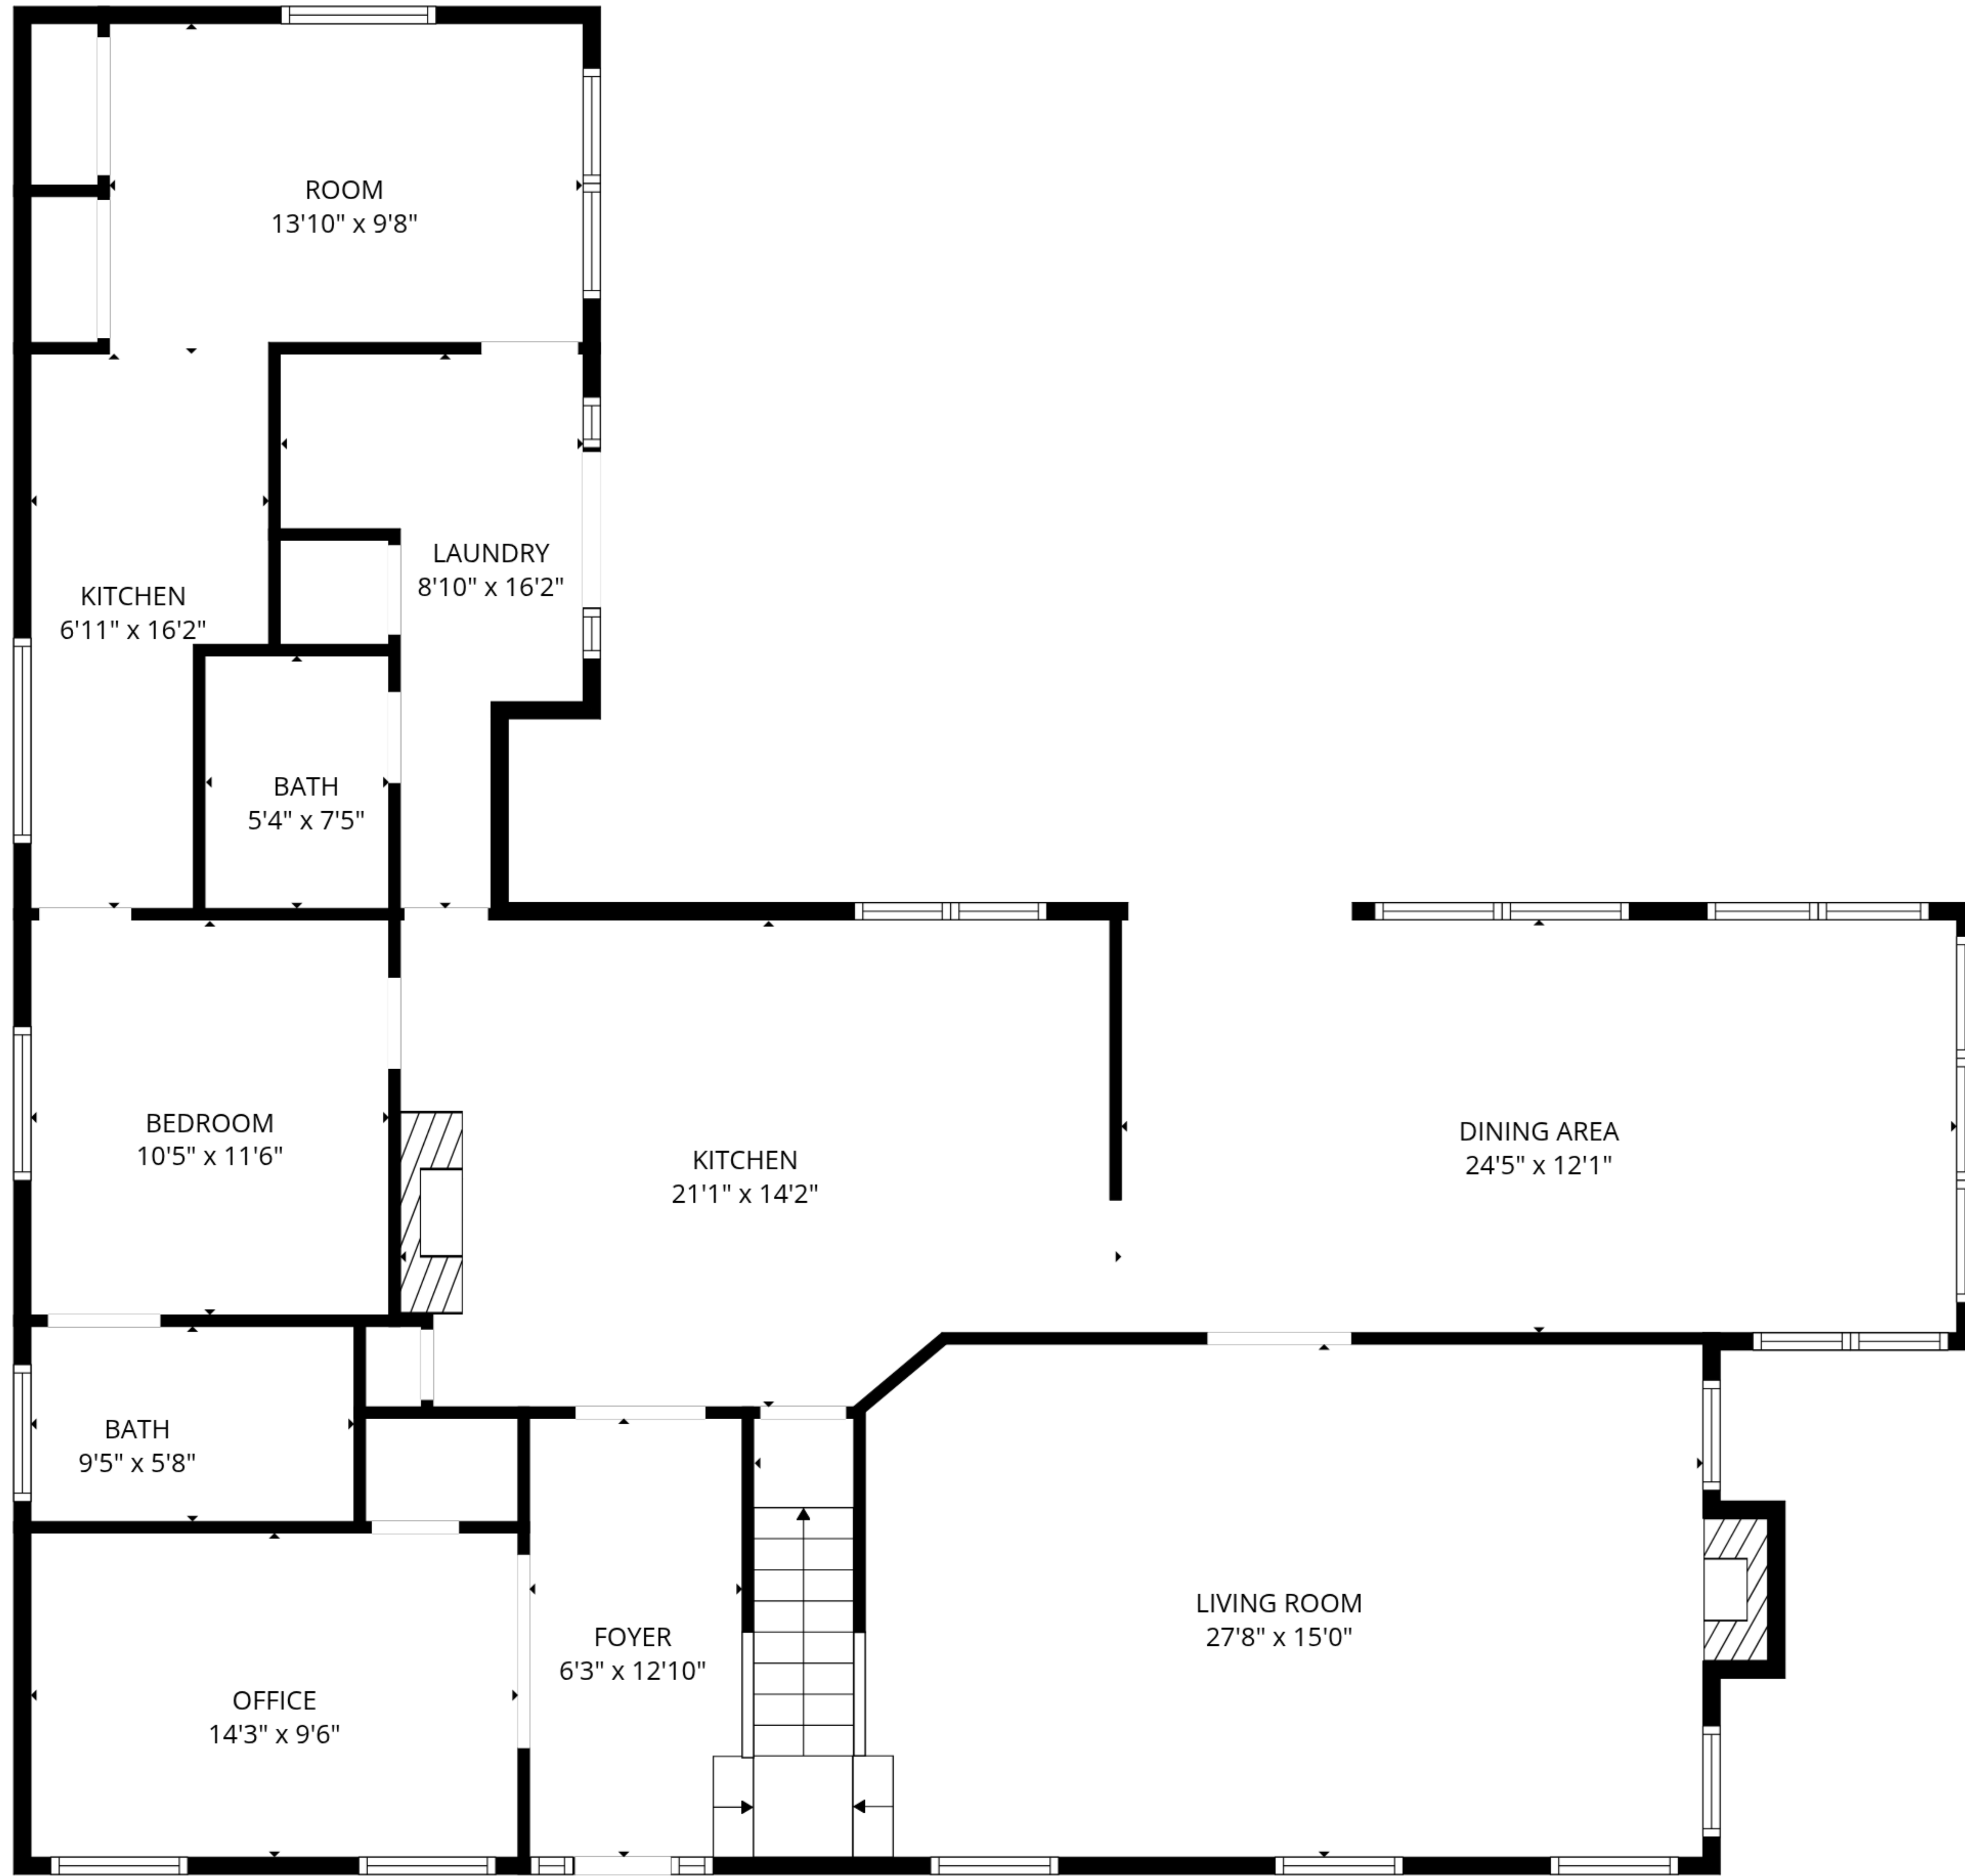 ROOM
13'10" x 9'8"
LAUNDRY
8'10" x 16'2"
KITCHEN
6'11" x 16'2"
BATH
5'4" x 7'5"
BEDROOM
10'5" x 11'6"
KITCHEN
21'1" x 14'2"
DINING AREA
24'5" x 12'1"
BATH
9'5" x 5'8"
LIVING ROOM
27'8" x 15'0"
FOYER
6'3" x 12'10"
OFFICE
14'3" x 9'6"